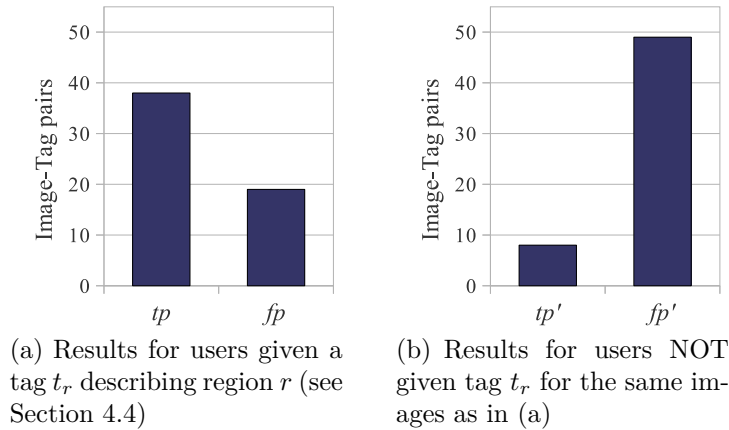 Image-Tag pairs
50
40
30
20
10
0
tp
fp
(a) Results for users given a
tag t_r describing region r (see
Section 4.4)
Image-Tag pairs
50
40
30
20
10
0
tp'
fp'
(b) Results for users NOT
given tag t_r for the same im-
ages as in (a)